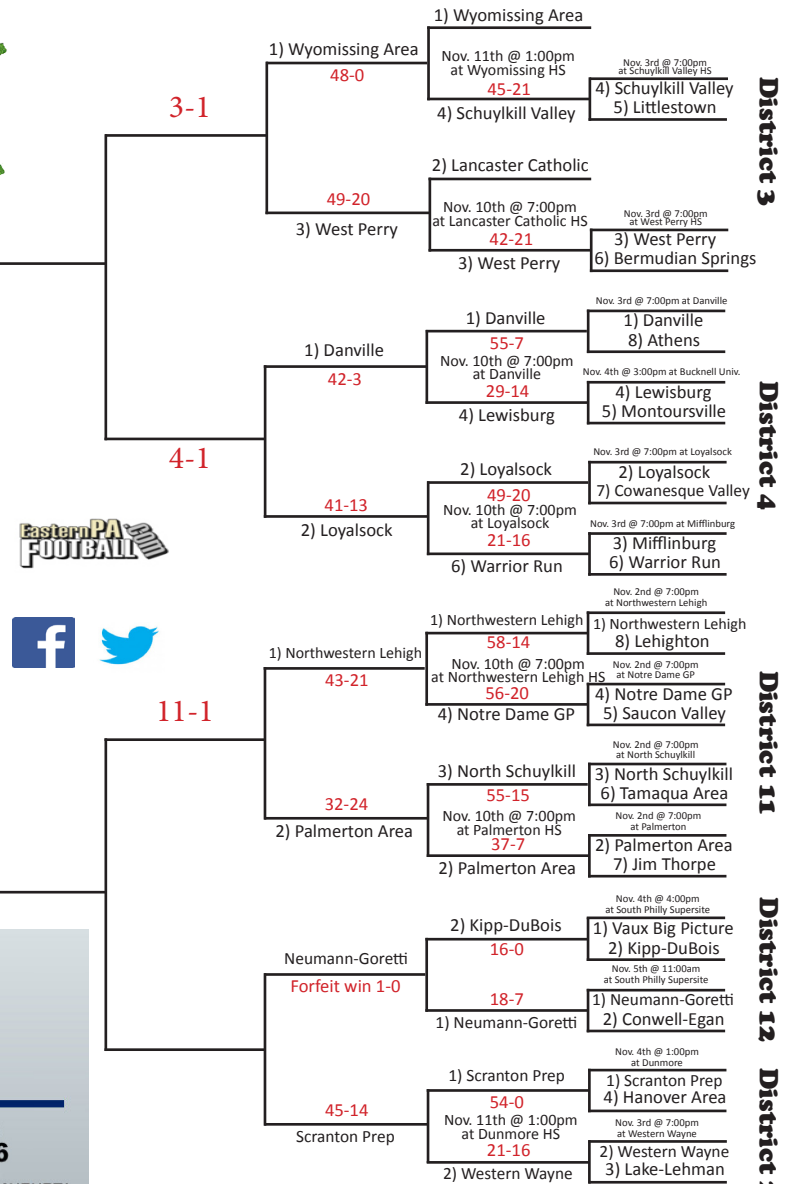 1) Wyomissing Area
1) Wyomissing Area
48-0
Nov. 11th @ 1:00pm
at Wyomissing HS
45-21
4) Schuylkill Valley
Nov. 3rd @ 7:00pm
at Schuylkill Valley HS
4) Schuylkill Valley
5) Littlestown
District 3
3-1
2) Lancaster Catholic
49-20
3) West Perry
Nov. 10th @ 7:00pm
at Lancaster Catholic HS
42-21
3) West Perry
Nov. 3rd @ 7:00pm
at West Perry HS
3) West Perry
6) Bermudian Springs
1) Danville
42-3
1) Danville
55-7
Nov. 10th @ 7:00pm
at Danville
29-14
4) Lewisburg
Nov. 3rd @ 7:00pm at Danville
1) Danville
8) Athens
Nov. 4th @ 3:00pm at Bucknell Univ.
4) Lewisburg
5) Montoursville
District 4
4-1
41-13
2) Loyalsock
2) Loyalsock
49-20
Nov. 10th @ 7:00pm
at Loyalsock
21-16
6) Warrior Run
Nov. 3rd @ 7:00pm at Loyalsock
2) Loyalsock
7) Cowanesque Valley
Nov. 3rd @ 7:00pm at Mifflinburg
3) Mifflinburg
6) Warrior Run
EasternPA
.com
FOOTBALL
f
1) Northwestern Lehigh
43-21
1) Northwestern Lehigh
58-14
Nov. 10th @ 7:00pm
at Northwestern Lehigh HS
56-20
4) Notre Dame GP
Nov. 2nd @ 7:00pm
at Northwestern Lehigh
1) Northwestern Lehigh
8) Lehighton
Nov. 2nd @ 7:00pm
at Notre Dame GP
4) Notre Dame GP
5) Saucon Valley
District 11
11-1
32-24
2) Palmerton Area
3) North Schuylkill
55-15
Nov. 10th @ 7:00pm
at Palmerton HS
37-7
2) Palmerton Area
Nov. 2nd @ 7:00pm
at North Schuylkill
3) North Schuylkill
6) Tamaqua Area
Nov. 2nd @ 7:00pm
at Palmerton
2) Palmerton Area
7) Jim Thorpe
Neumann-Goretti
Forfeit win 1-0
2) Kipp-DuBois
16-0
18-7
1) Neumann-Goretti
Nov. 4th @ 4:00pm
at South Philly Supersite
1) Vaux Big Picture
2) Kipp-DuBois
Nov. 5th @ 11:00am
at South Philly Supersite
1) Neumann-Goretti
2) Conwell-Egan
District 12
45-14
Scranton Prep
1) Scranton Prep
54-0
Nov. 11th @ 1:00pm
at Dunmore HS
21-16
2) Western Wayne
Nov. 4th @ 1:00pm
at Dunmore
1) Scranton Prep
4) Hanover Area
Nov. 3rd @ 7:00pm
at Western Wayne
2) Western Wayne
3) Lake-Lehman
District
6